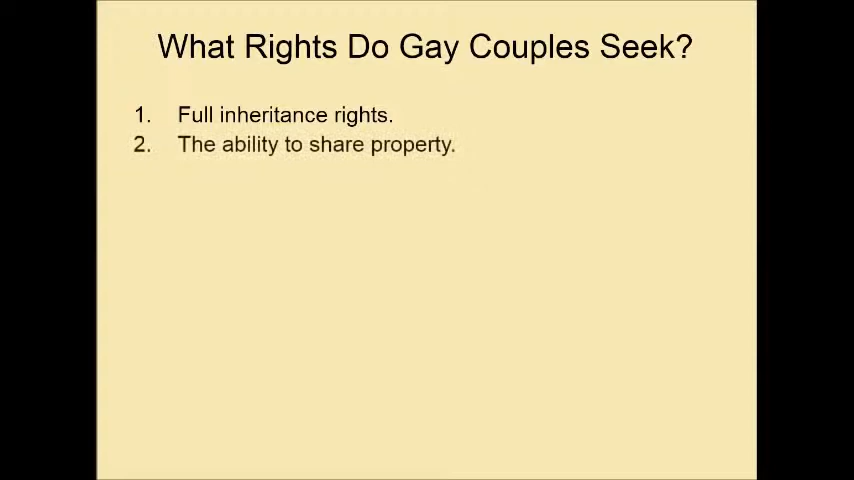 What Rights Do Gay Couples Seek?
1. Full inheritance rights.
2. The ability to share property.